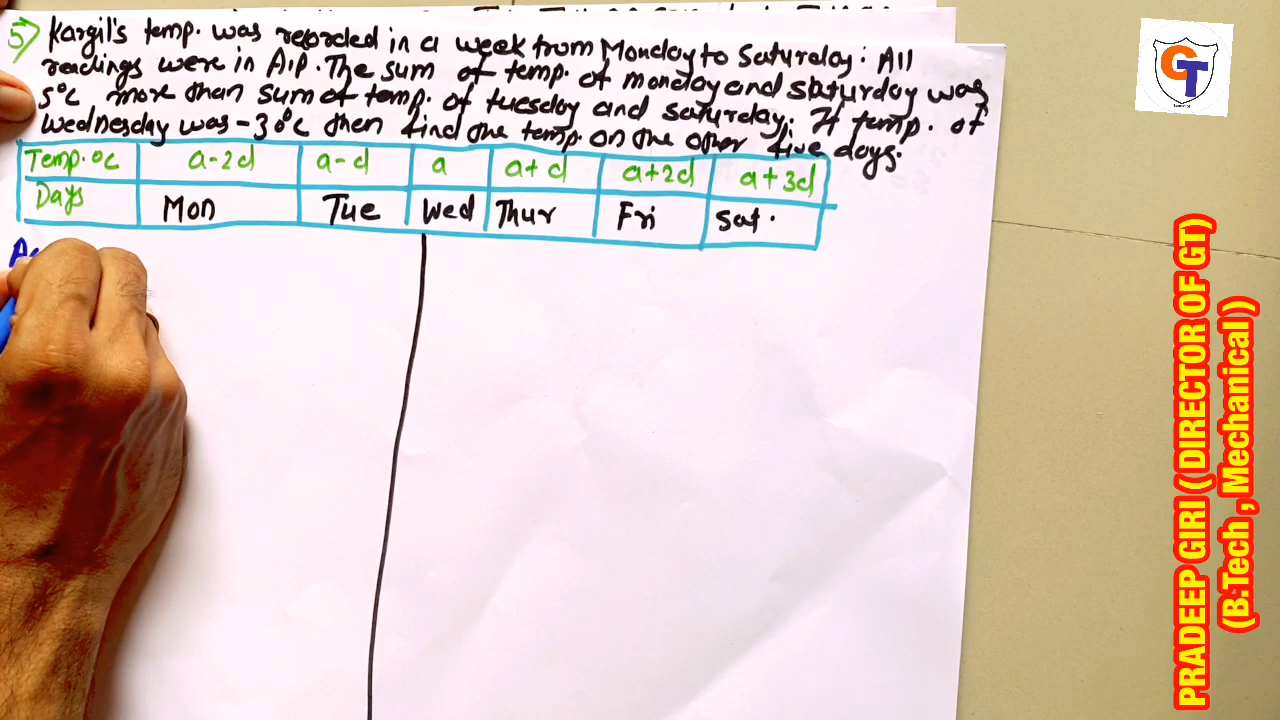 5) Kargil's temp. was recorded in a week from Monday to Saturday. All
readings were in A.P. The sum of temp. of monday and saturday was
5°C more than sum of temp. of tuesday and saturday. If temp. of
Wednesday was -30°C then find the temp. on the other five days.
Temp. °C a-2d a-d a a+d a+2d a+3d
Days Mon Tue Wed Thur Fri Sat.
GT
PRADEEP GIRI ( DIRECTOR OF GT)
(B.Tech , Mechanical )